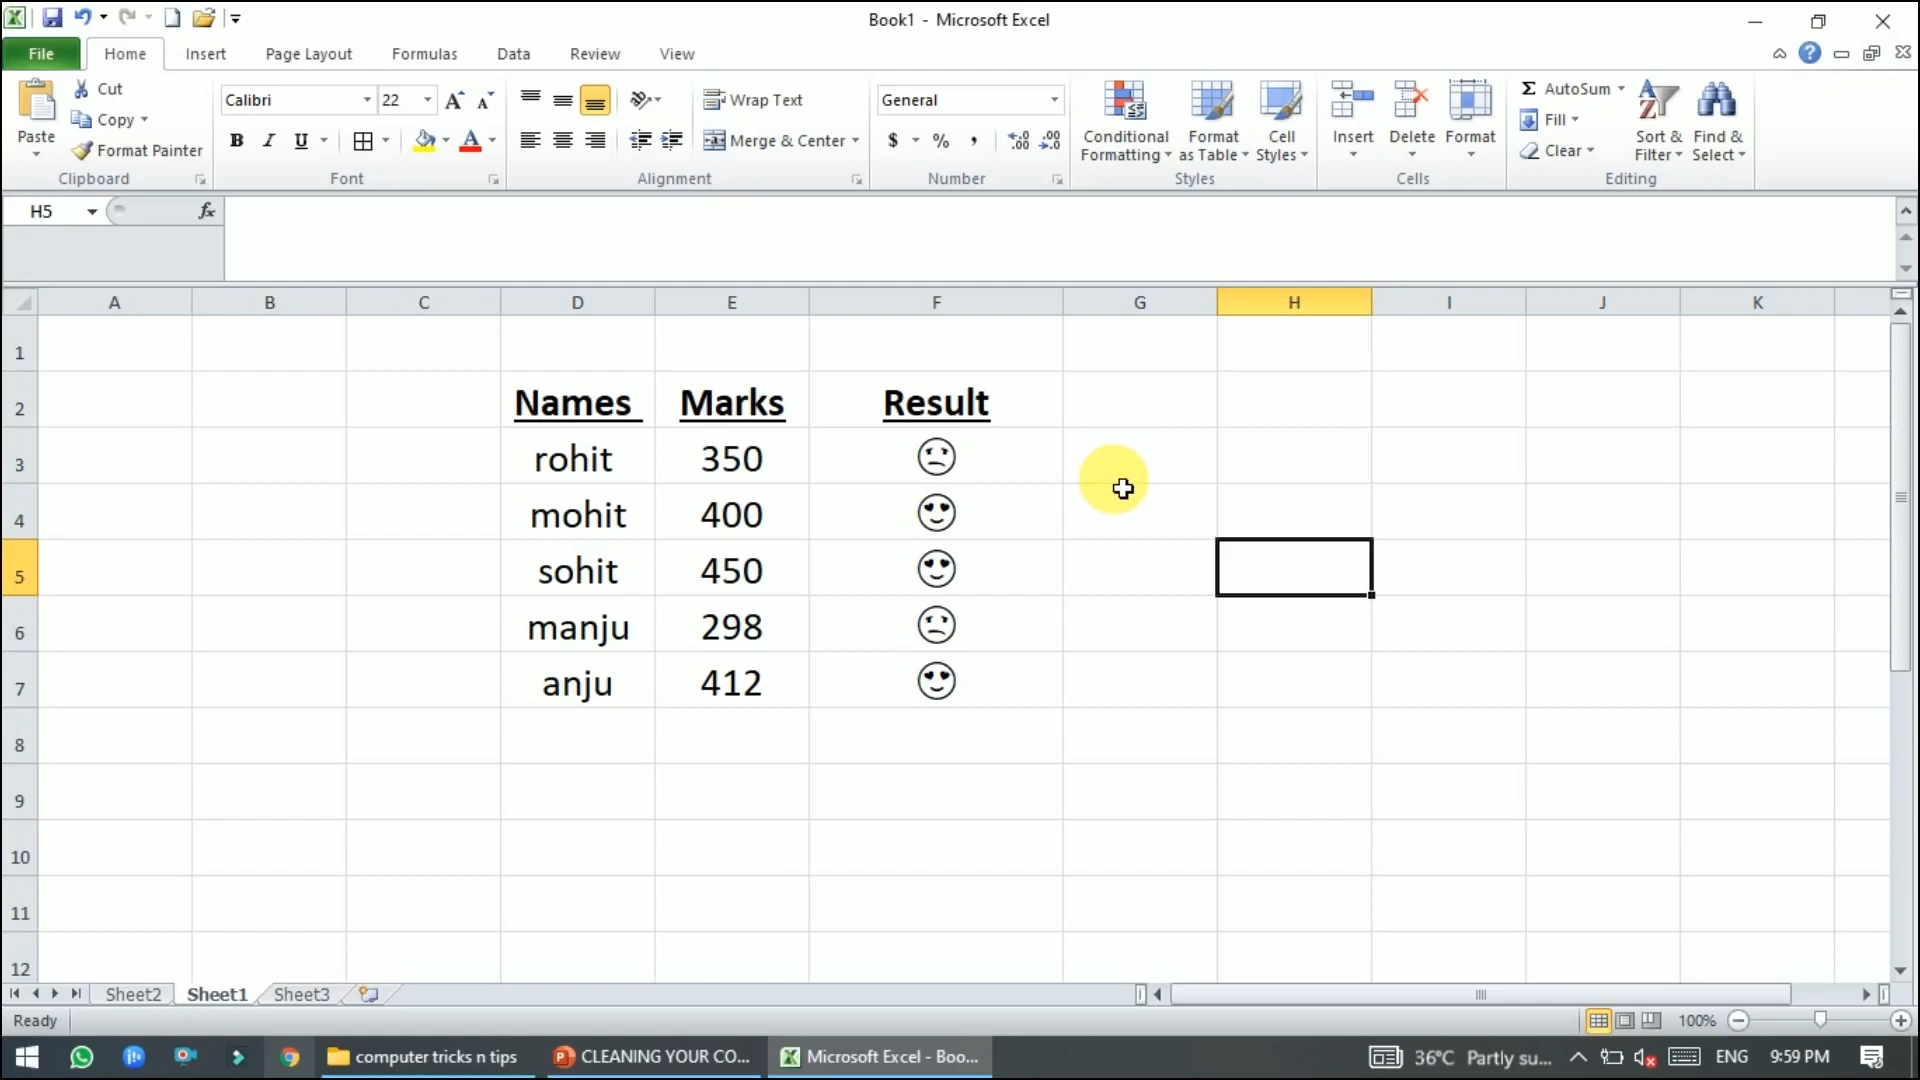 Book1 - Microsoft Excel
File Home Insert Page Layout Formulas Data Review View
Paste
Cut
Copy
Format Painter
Clipboard
Calibri 22
B I U
Font
Wrap Text
Merge & Center
Alignment
General
$ % ,
Number
Conditional Formatting
Format as Table
Cell Styles
Styles
Insert Delete Format
Cells
Σ AutoSum
Fill
Clear
Sort & Filter
Find & Select
Editing
H5 fx
A B C D E F G H I J K
1
2 Names Marks Result
3 rohit 350
4 mohit 400
5 sohit 450
6 manju 298
7 anju 412
8
9
10
11
12
Sheet2 Sheet1 Sheet3
Ready 100%
computer tricks n tips CLEANING YOUR CO... Microsoft Excel - Boo... 36°C Partly su... ENG 9:59 PM